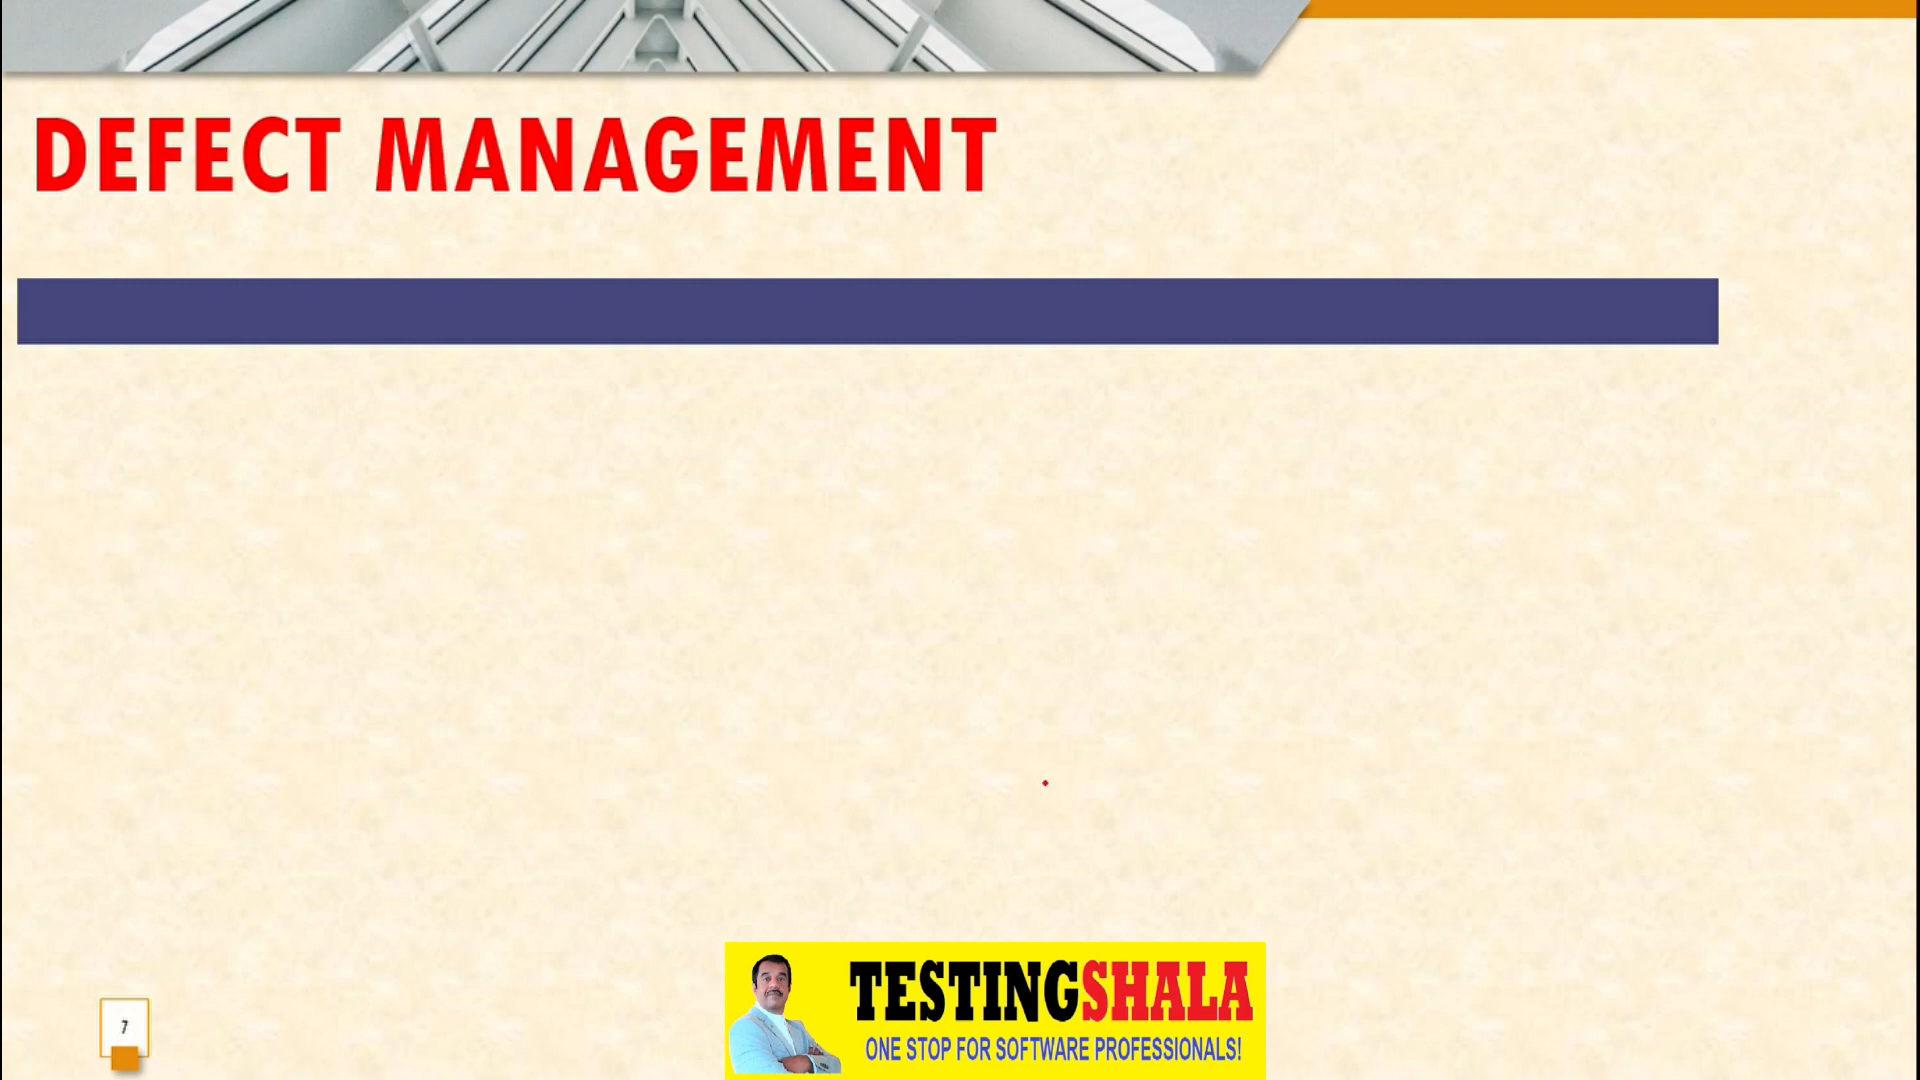 DEFECT MANAGEMENT
7
TESTINGSHALA
ONE STOP FOR SOFTWARE PROFESSIONALS!